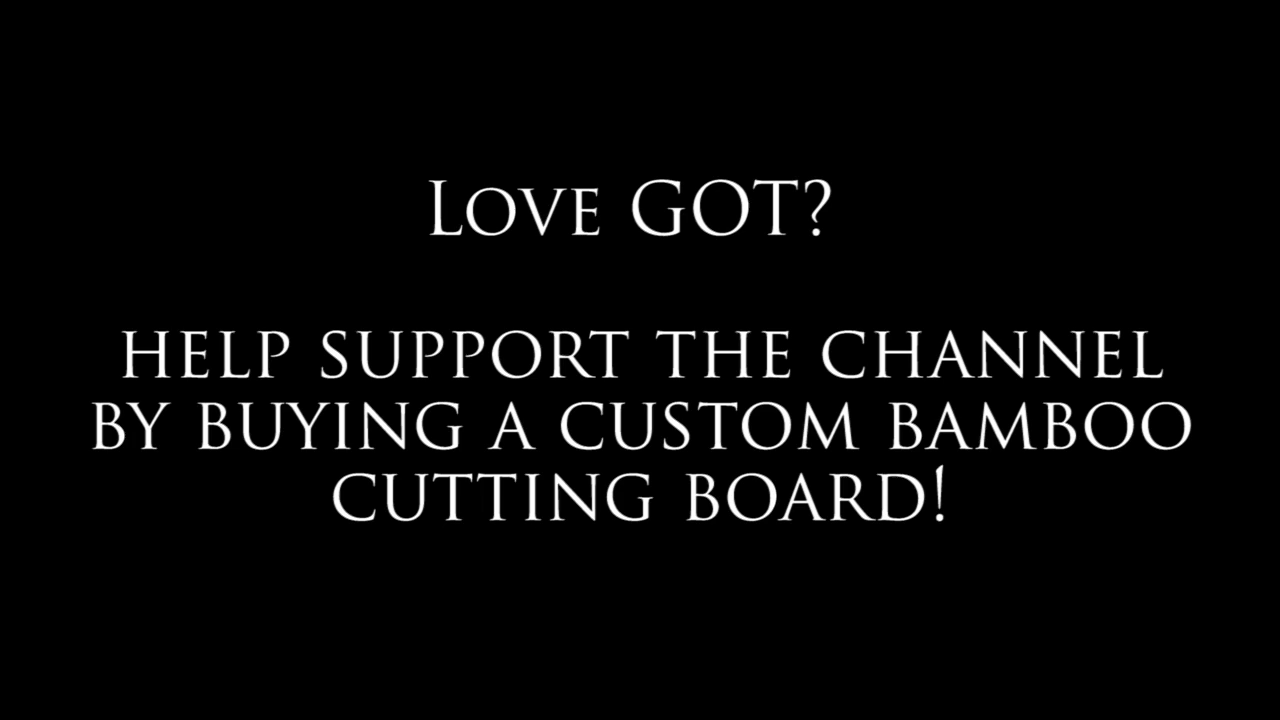 Love GOT?
HELP SUPPORT THE CHANNEL
BY BUYING A CUSTOM BAMBOO
CUTTING BOARD!